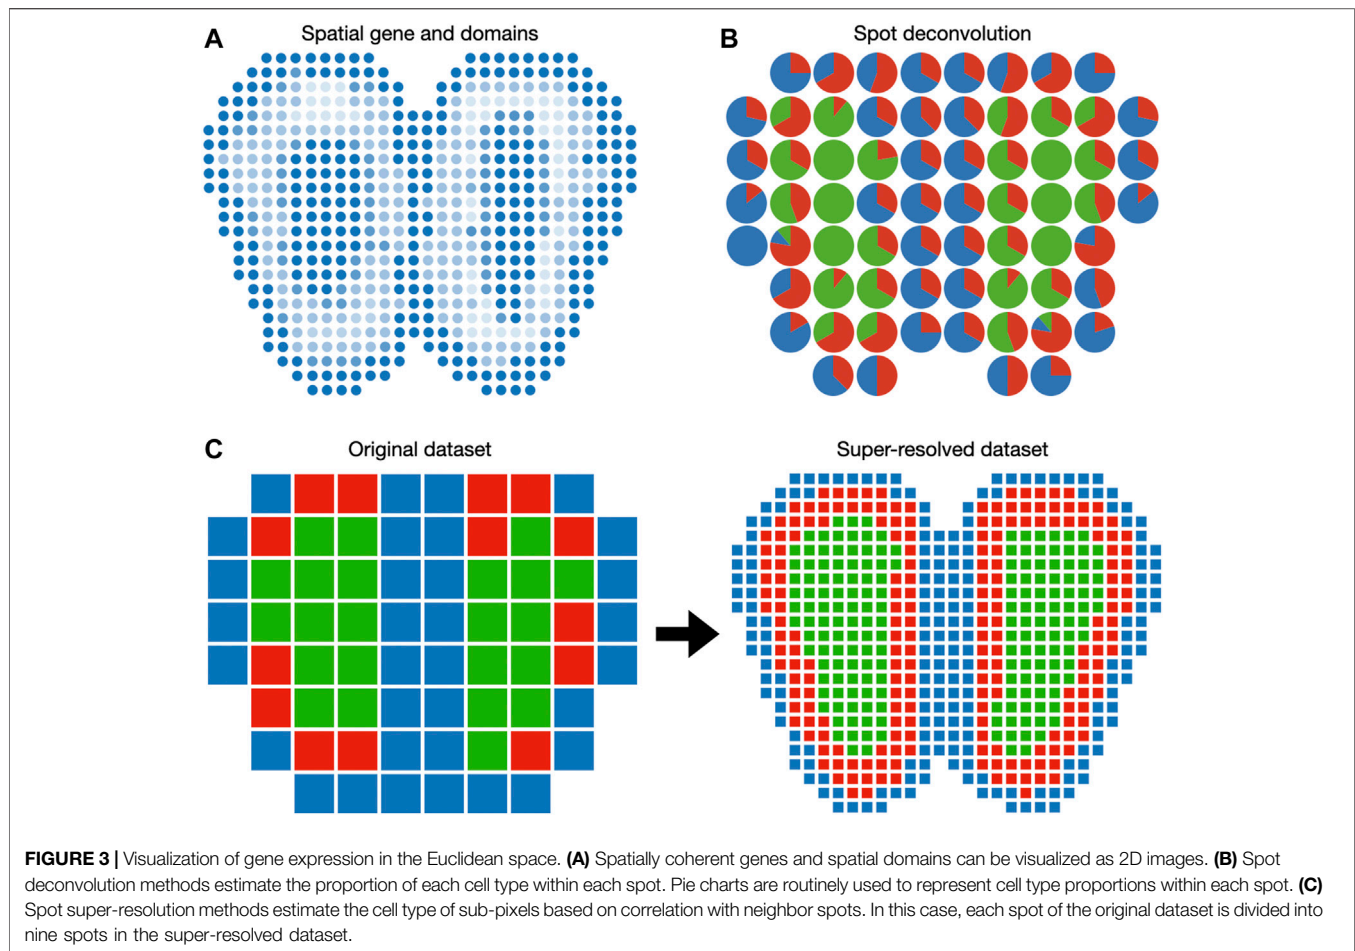 A
Spatial gene and domains
B
Spot deconvolution
C
Original dataset
Super-resolved dataset
FIGURE 3 | Visualization of gene expression in the Euclidean space. (A) Spatially coherent genes and spatial domains can be visualized as 2D images. (B) Spot
deconvolution methods estimate the proportion of each cell type within each spot. Pie charts are routinely used to represent cell type proportions within each spot. (C)
Spot super-resolution methods estimate the cell type of sub-pixels based on correlation with neighbor spots. In this case, each spot of the original dataset is divided into
nine spots in the super-resolved dataset.